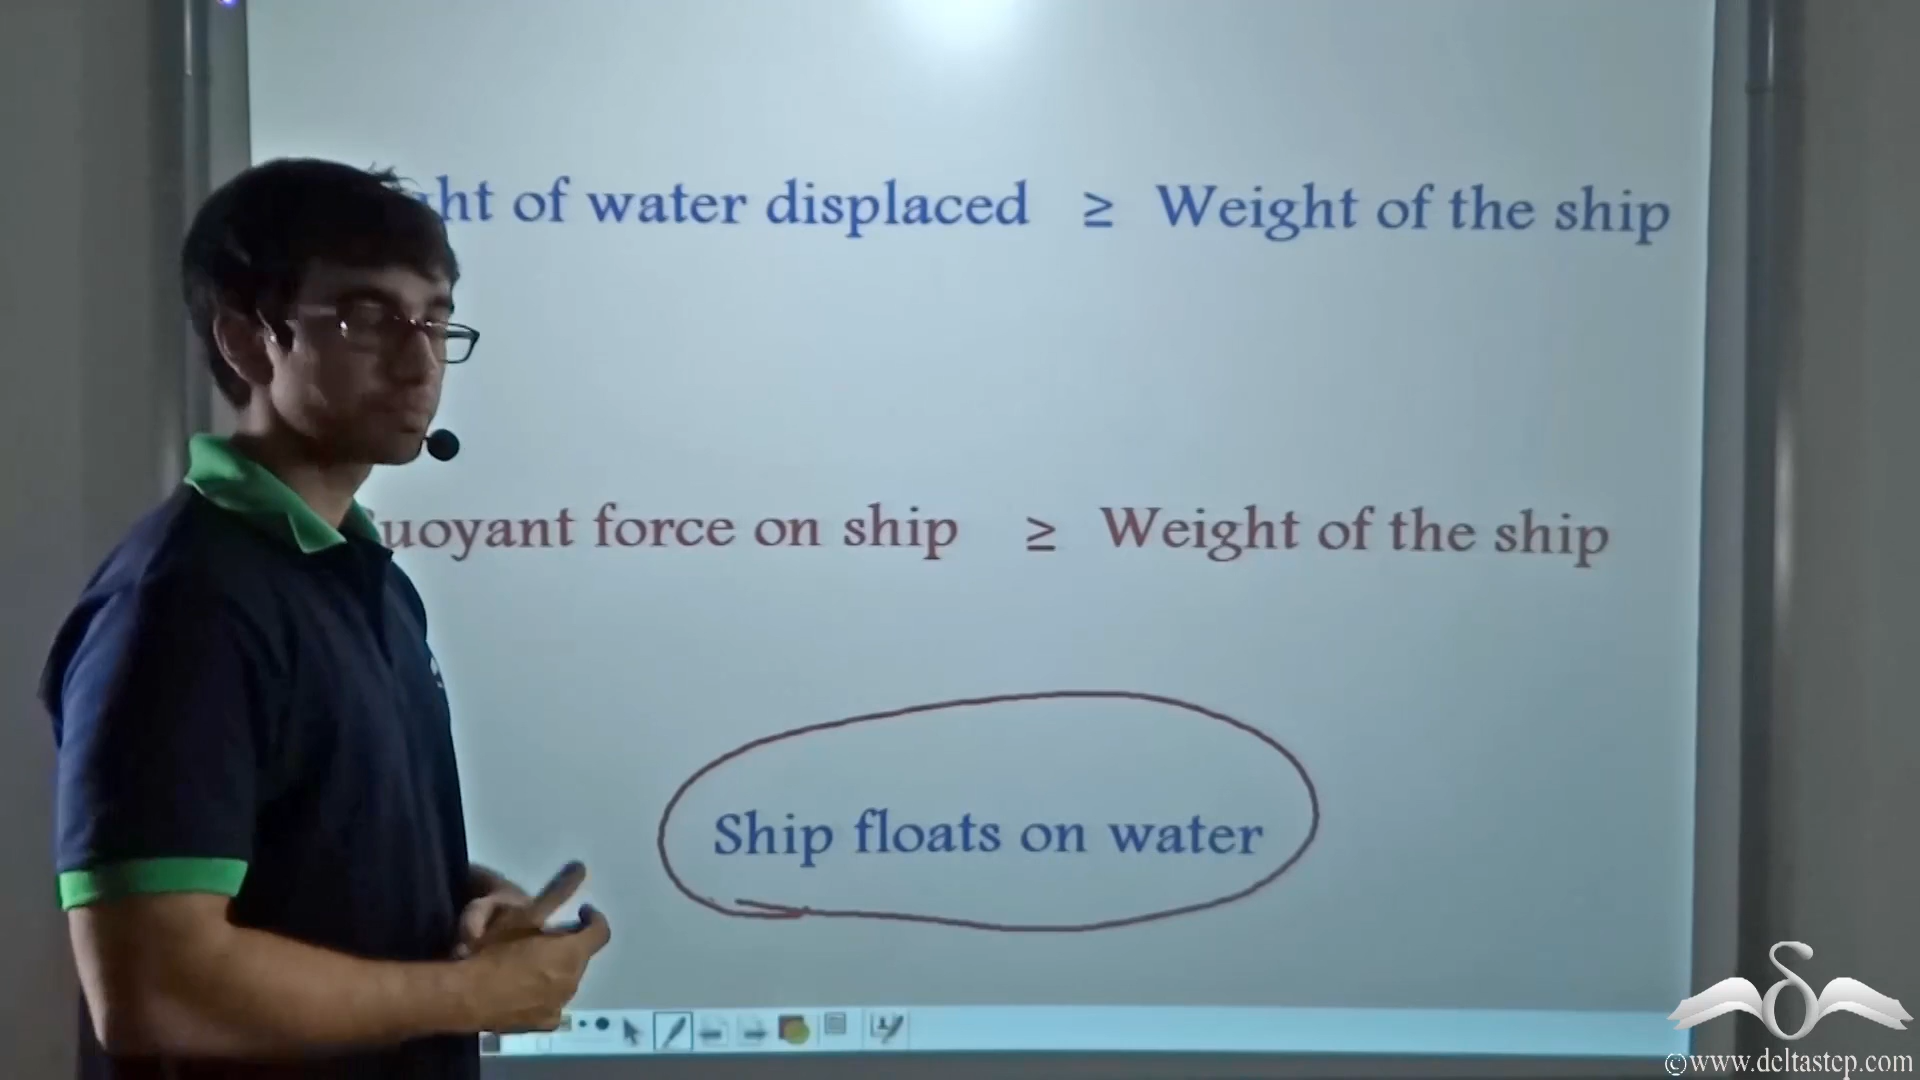 ght of water displaced ≥ Weight of the ship
uoyant force on ship ≥ Weight of the ship
Ship floats on water
©www.deltastep.com